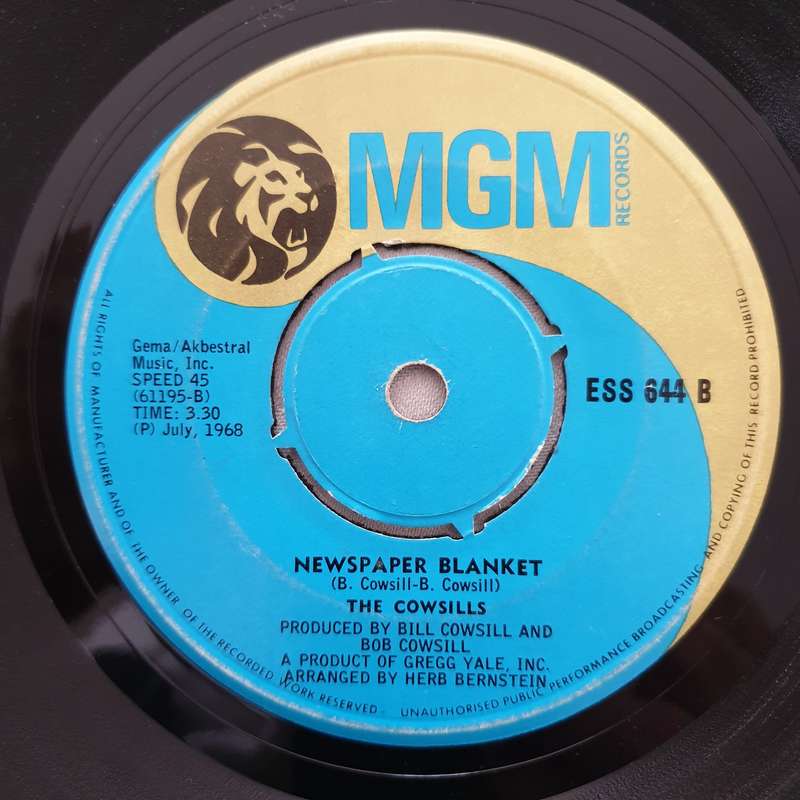 MGM
RECORDS
Gema/Akbestral
Music, Inc.
SPEED 45
(61195-B)
TIME: 3.30
(P) July, 1968
ESS 644 B
NEWSPAPER BLANKET
(B. Cowsill-B. Cowsill)
THE COWSILLS
PRODUCED BY BILL COWSILL AND
BOB COWSILL
A PRODUCT OF GREGG YALE, INC.
ARRANGED BY HERB BERNSTEIN
ALL RIGHTS OF MANUFACTURER AND OF THE OWNER OF THE RECORDED WORK RESERVED UNAUTHORISED PUBLIC PERFORMANCE BROADCASTING AND COPYING OF THIS RECORD PROHIBITED